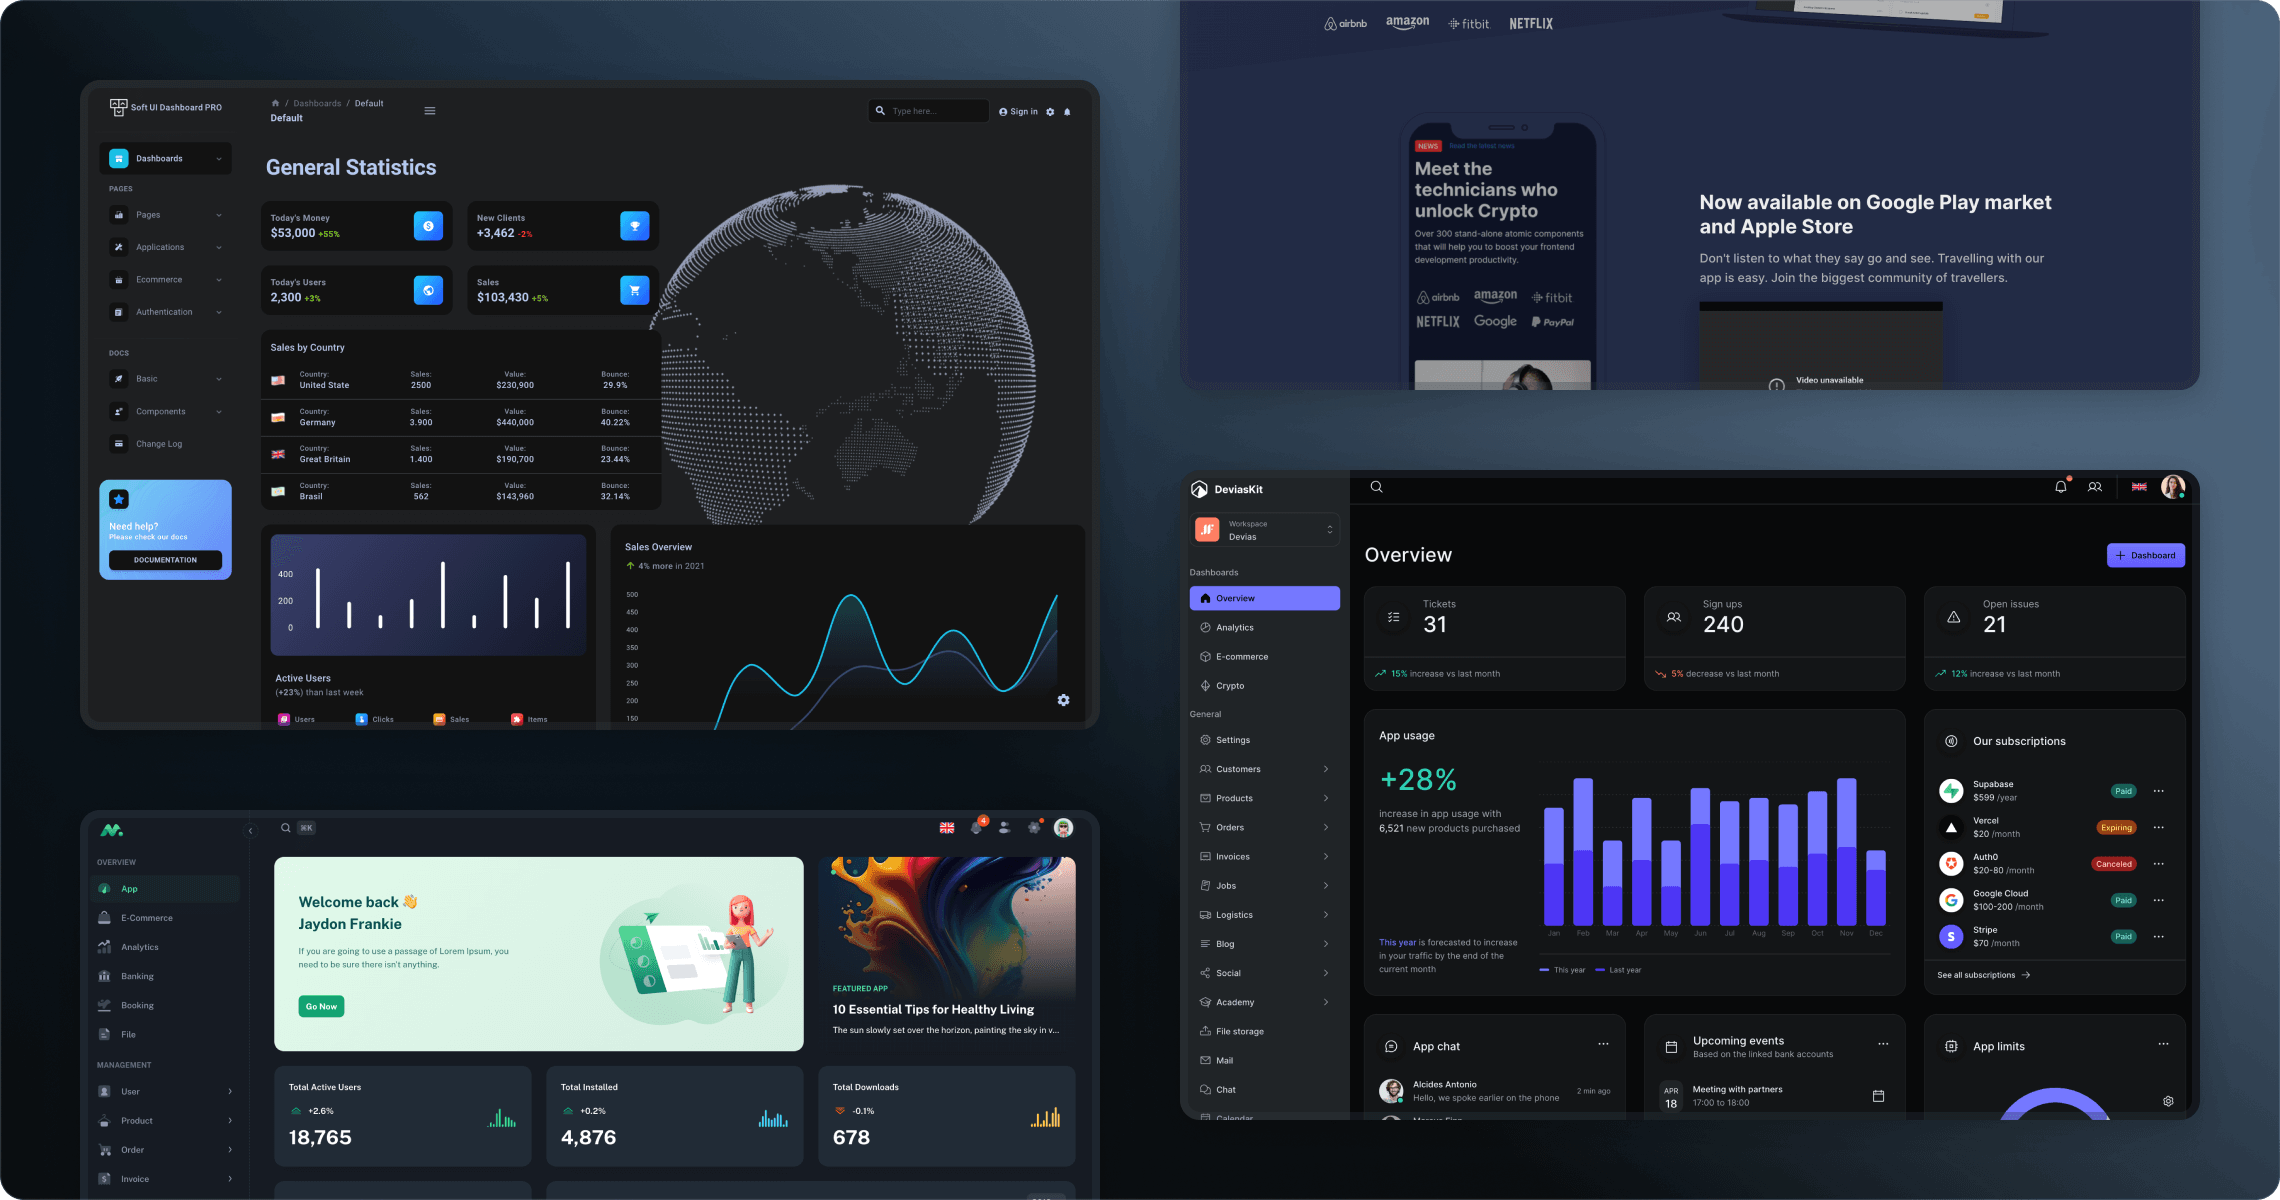 Soft UI Dashboard PRO
/ Dashboards / Default
Default
Type here...
Sign in
Dashboards
PAGES
Pages
Applications
Ecommerce
Authentication
DOCS
Basic
Components
Change Log
Need help?
Please check our docs
DOCUMENTATION
General Statistics
Today's Money
$53,000 +55%
New Clients
+3,462 -2%
Today's Users
2,300 +3%
Sales
$103,430 +5%
Sales by Country
Country: Sales: Value: Bounce:
United State 2500 $230,900 29.9%
Country: Sales: Value: Bounce:
Germany 3.900 $440,000 40.22%
Country: Sales: Value: Bounce:
Great Britain 1.400 $190,700 23.44%
Country: Sales: Value: Bounce:
Brasil 562 $143,960 32.14%
400
200
0
Active Users
(+23%) than last week
Users Clicks Sales Items
Sales Overview
4% more in 2021
500
450
400
350
300
250
200
150
airbnb amazon fitbit NETFLIX
NEWS Read the latest news
Meet the
technicians who
unlock Crypto
Over 300 stand-alone atomic components
that will help you to boost your frontend
development productivity.
airbnb amazon fitbit
NETFLIX Google PayPal
Now available on Google Play market
and Apple Store
Don't listen to what they say go and see. Travelling with our
app is easy. Join the biggest community of travellers.
Video unavailable
⌘K
4
OVERVIEW
App
E-Commerce
Analytics
Banking
Booking
File
MANAGEMENT
User
Product
Order
Invoice
Welcome back 👋
Jaydon Frankie
If you are going to use a passage of Lorem Ipsum, you
need to be sure there isn't anything.
Go Now
FEATURED APP
10 Essential Tips for Healthy Living
The sun slowly set over the horizon, painting the sky in v...
Total Active Users
+2.6%
18,765
Total Installed
+0.2%
4,876
Total Downloads
-0.1%
678
DeviasKit
Workspace
Devias
Dashboards
Overview
Analytics
E-commerce
Crypto
General
Settings
Customers
Products
Orders
Invoices
Jobs
Logistics
Blog
Social
Academy
File storage
Mail
Chat
Calendar
Overview
+ Dashboard
Tickets
31
15% increase vs last month
Sign ups
240
5% decrease vs last month
Open issues
21
12% increase vs last month
App usage
+28%
increase in app usage with
6,521 new products purchased
This year is forecasted to increase
in your traffic by the end of the
current month
Jan Feb Mar Apr May Jun Jul Aug Sep Oct Nov Dec
This year Last year
Our subscriptions
Supabase
$599 /year
Paid
Vercel
$20 /month
Expiring
Auth0
$20-80 /month
Canceled
Google Cloud
$100-200 /month
Paid
S
Stripe
$70 /month
Paid
See all subscriptions →
App chat
Alcides Antonio
Hello, we spoke earlier on the phone
2 min ago
Upcoming events
Based on the linked bank accounts
APR
18
Meeting with partners
17:00 to 18:00
App limits